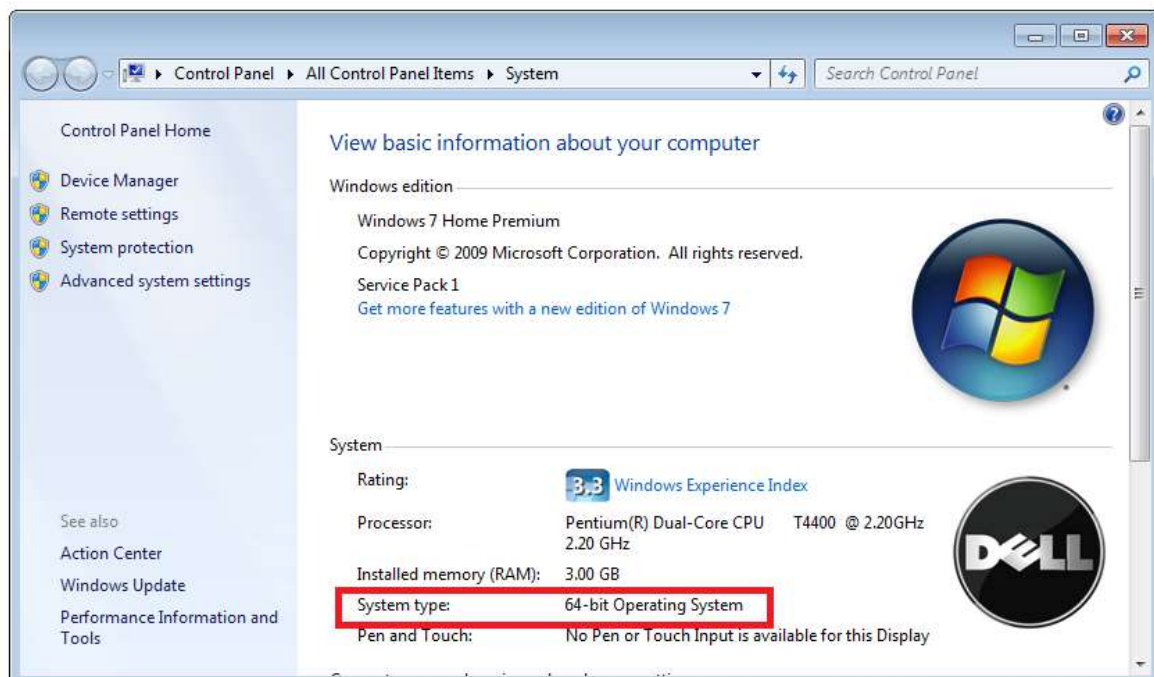 Control Panel ▸ All Control Panel Items ▸ System
Search Control Panel
Control Panel Home
Device Manager
Remote settings
System protection
Advanced system settings
See also
Action Center
Windows Update
Performance Information and
Tools
View basic information about your computer
Windows edition
Windows 7 Home Premium
Copyright © 2009 Microsoft Corporation. All rights reserved.
Service Pack 1
Get more features with a new edition of Windows 7
System
Rating: 3,3 Windows Experience Index
Processor: Pentium(R) Dual-Core CPU T4400 @ 2.20GHz
2.20 GHz
Installed memory (RAM): 3.00 GB
System type: 64-bit Operating System
Pen and Touch: No Pen or Touch Input is available for this Display
DELL